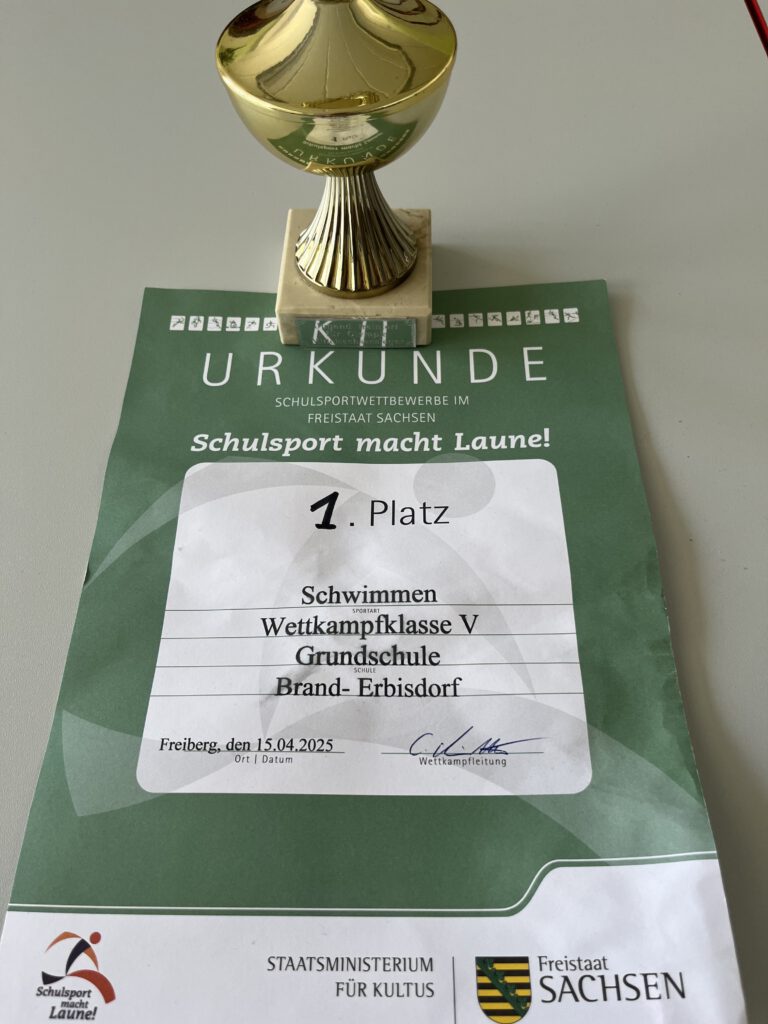 URKUNDE
SCHULSPORTWETTBEWERBE IM
FREISTAAT SACHSEN
Schulsport macht Laune!
1. Platz
Schwimmen
SPORTART
Wettkampfklasse V
Grundschule
SCHULE
Brand- Erbisdorf
Freiberg, den 15.04.2025
Ort | Datum
Wettkampfleitung
Schulsport
macht
Laune!
STAATSMINISTERIUM
FÜR KULTUS
Freistaat
SACHSEN